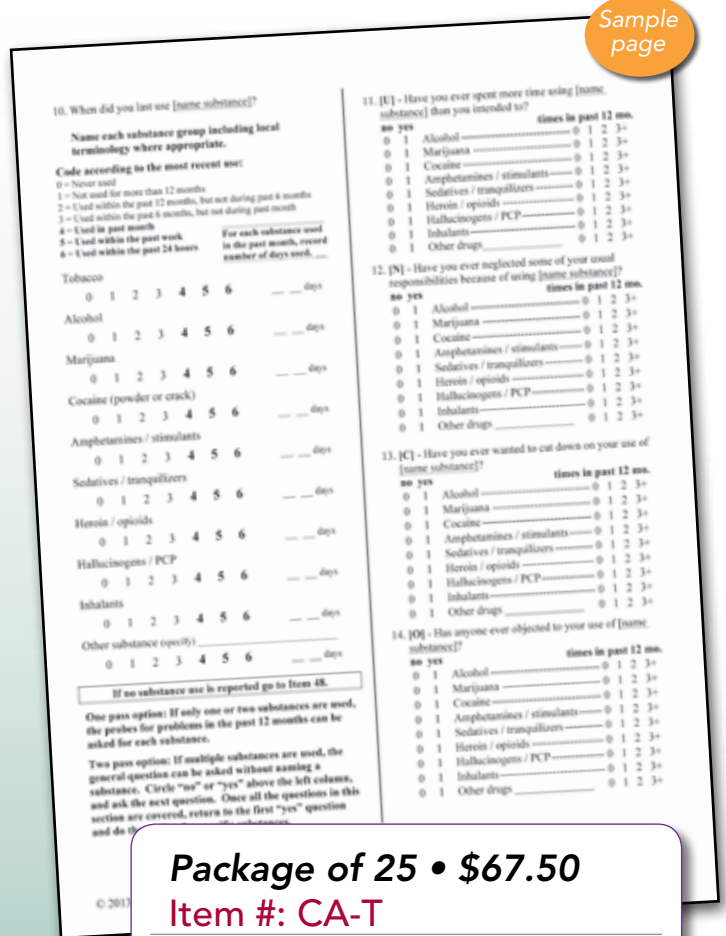 Sample
page
10. When did you last use [name substance]?
Name each substance group including local
terminology where appropriate.
Code according to the most recent use:
0 = Never used
1 = Not used for more than 12 months
2 = Used within the past 12 months, but not during past 6 months
3 = Used within the past 6 months, but not during past month
4 = Used in past month
5 = Used within the past week
6 = Used within the past 24 hours
For each substance used
in the past month, record
number of days used. __
Tobacco
0 1 2 3 4 5 6 __ __ days
Alcohol
0 1 2 3 4 5 6 __ __ days
Marijuana
0 1 2 3 4 5 6 __ __ days
Cocaine (powder or crack)
0 1 2 3 4 5 6 __ __ days
Amphetamines / stimulants
0 1 2 3 4 5 6 __ __ days
Sedatives / tranquilizers
0 1 2 3 4 5 6 __ __ days
Heroin / opioids
0 1 2 3 4 5 6 __ __ days
Hallucinogens / PCP
0 1 2 3 4 5 6 __ __ days
Inhalants
0 1 2 3 4 5 6 __ __ days
Other substance (specify) ____________
0 1 2 3 4 5 6 __ __ days
If no substance use is reported go to Item 48.
One pass option: If only one or two substances are used,
the probes for problems in the past 12 months can be
asked for each substance.
Two pass option: If multiple substances are used, the
general question can be asked without naming a
substance. Circle "no" or "yes" above the left column,
and ask the next question. Once all the questions in this
section are covered, return to the first "yes" question
and do
© 2013
11. [U] - Have you ever spent more time using [name
substance] than you intended to?
no yes times in past 12 mo.
0 1 Alcohol 0 1 2 3+
0 1 Marijuana 0 1 2 3+
0 1 Cocaine 0 1 2 3+
0 1 Amphetamines / stimulants 0 1 2 3+
0 1 Sedatives / tranquilizers 0 1 2 3+
0 1 Heroin / opioids 0 1 2 3+
0 1 Hallucinogens / PCP 0 1 2 3+
0 1 Inhalants 0 1 2 3+
0 1 Other drugs ____________ 0 1 2 3+
12. [N] - Have you ever neglected some of your usual
responsibilities because of using [name substance]?
no yes times in past 12 mo.
0 1 Alcohol 0 1 2 3+
0 1 Marijuana 0 1 2 3+
0 1 Cocaine 0 1 2 3+
0 1 Amphetamines / stimulants 0 1 2 3+
0 1 Sedatives / tranquilizers 0 1 2 3+
0 1 Heroin / opioids 0 1 2 3+
0 1 Hallucinogens / PCP 0 1 2 3+
0 1 Inhalants 0 1 2 3+
0 1 Other drugs ____________ 0 1 2 3+
13. [C] - Have you ever wanted to cut down on your use of
[name substance]?
no yes times in past 12 mo.
0 1 Alcohol 0 1 2 3+
0 1 Marijuana 0 1 2 3+
0 1 Cocaine 0 1 2 3+
0 1 Amphetamines / stimulants 0 1 2 3+
0 1 Sedatives / tranquilizers 0 1 2 3+
0 1 Heroin / opioids 0 1 2 3+
0 1 Hallucinogens / PCP 0 1 2 3+
0 1 Inhalants 0 1 2 3+
0 1 Other drugs ____________ 0 1 2 3+
14. [O] - Has anyone ever objected to your use of [name
substance]?
no yes times in past 12 mo.
0 1 Alcohol 0 1 2 3+
0 1 Marijuana 0 1 2 3+
0 1 Cocaine 0 1 2 3+
0 1 Amphetamines / stimulants 0 1 2 3+
0 1 Sedatives / tranquilizers 0 1 2 3+
0 1 Heroin / opioids 0 1 2 3+
0 1 Hallucinogens / PCP 0 1 2 3+
0 1 Inhalants 0 1 2 3+
0 1 Other drugs ____________ 0 1 2 3+
Package of 25 • $67.50
Item #: CA-T